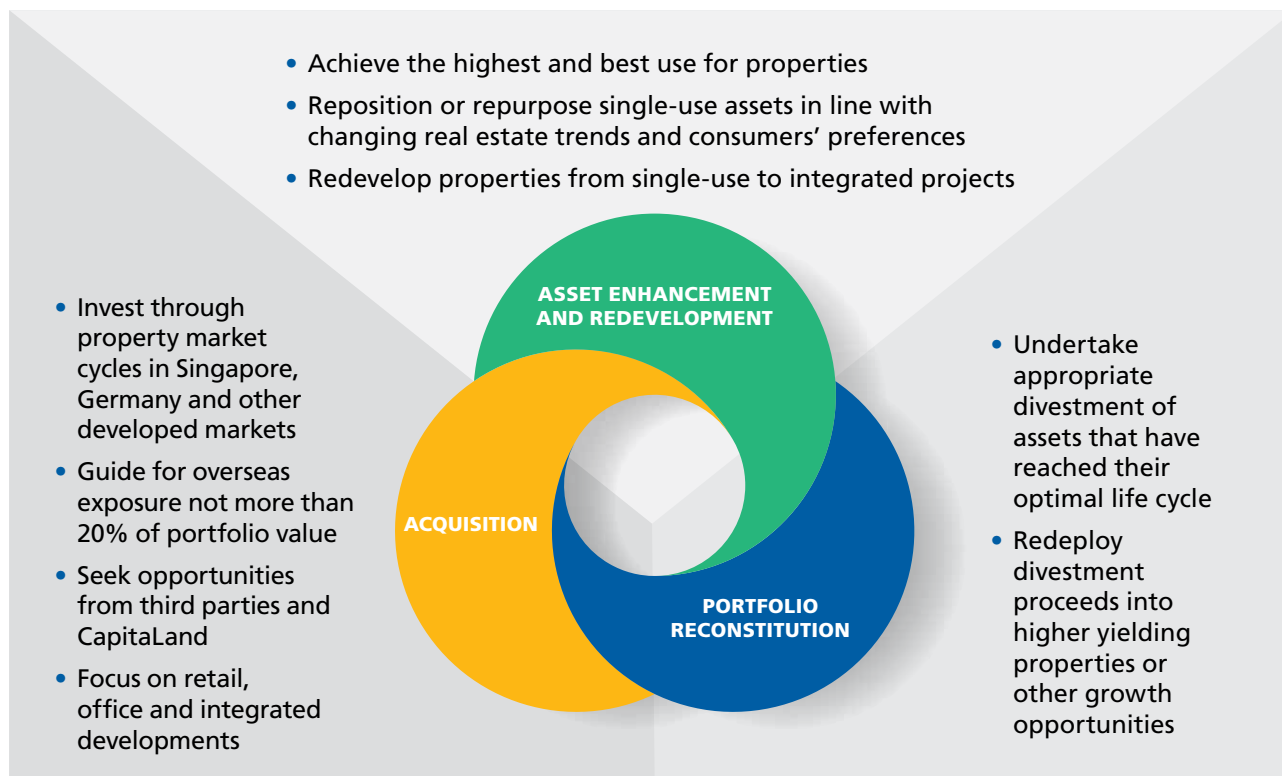 • Achieve the highest and best use for properties
• Reposition or repurpose single-use assets in line with
changing real estate trends and consumers’ preferences
• Redevelop properties from single-use to integrated projects
ASSET ENHANCEMENT
AND REDEVELOPMENT
• Invest through
property market
cycles in Singapore,
Germany and other
developed markets
• Guide for overseas
exposure not more than
20% of portfolio value
• Seek opportunities
from third parties and
CapitaLand
• Focus on retail,
office and integrated
developments
ACQUISITION
PORTFOLIO
RECONSTITUTION
• Undertake
appropriate
divestment of
assets that have
reached their
optimal life cycle
• Redeploy
divestment
proceeds into
higher yielding
properties or
other growth
opportunities